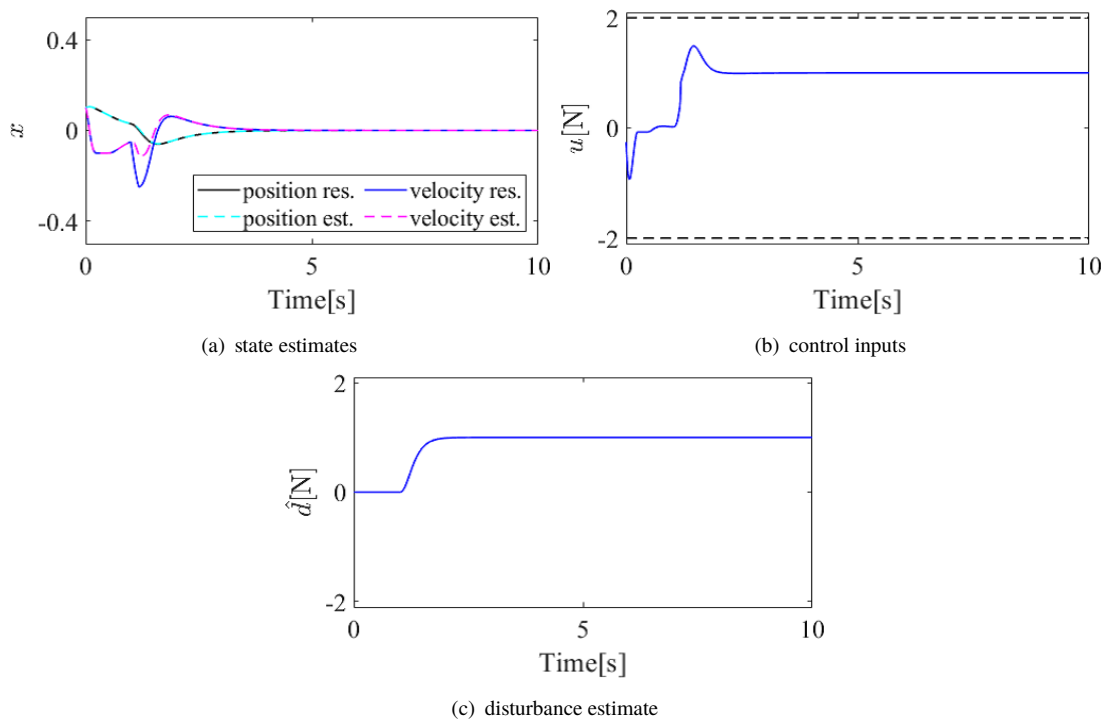 0.4
0
-0.4
x
position res.
velocity res.
position est.
velocity est.
0
5
10
Time[s]
(a) state estimates
2
0
-2
u[N]
0
5
10
Time[s]
(b) control inputs
2
0
-2
d̂[N]
0
5
10
Time[s]
(c) disturbance estimate